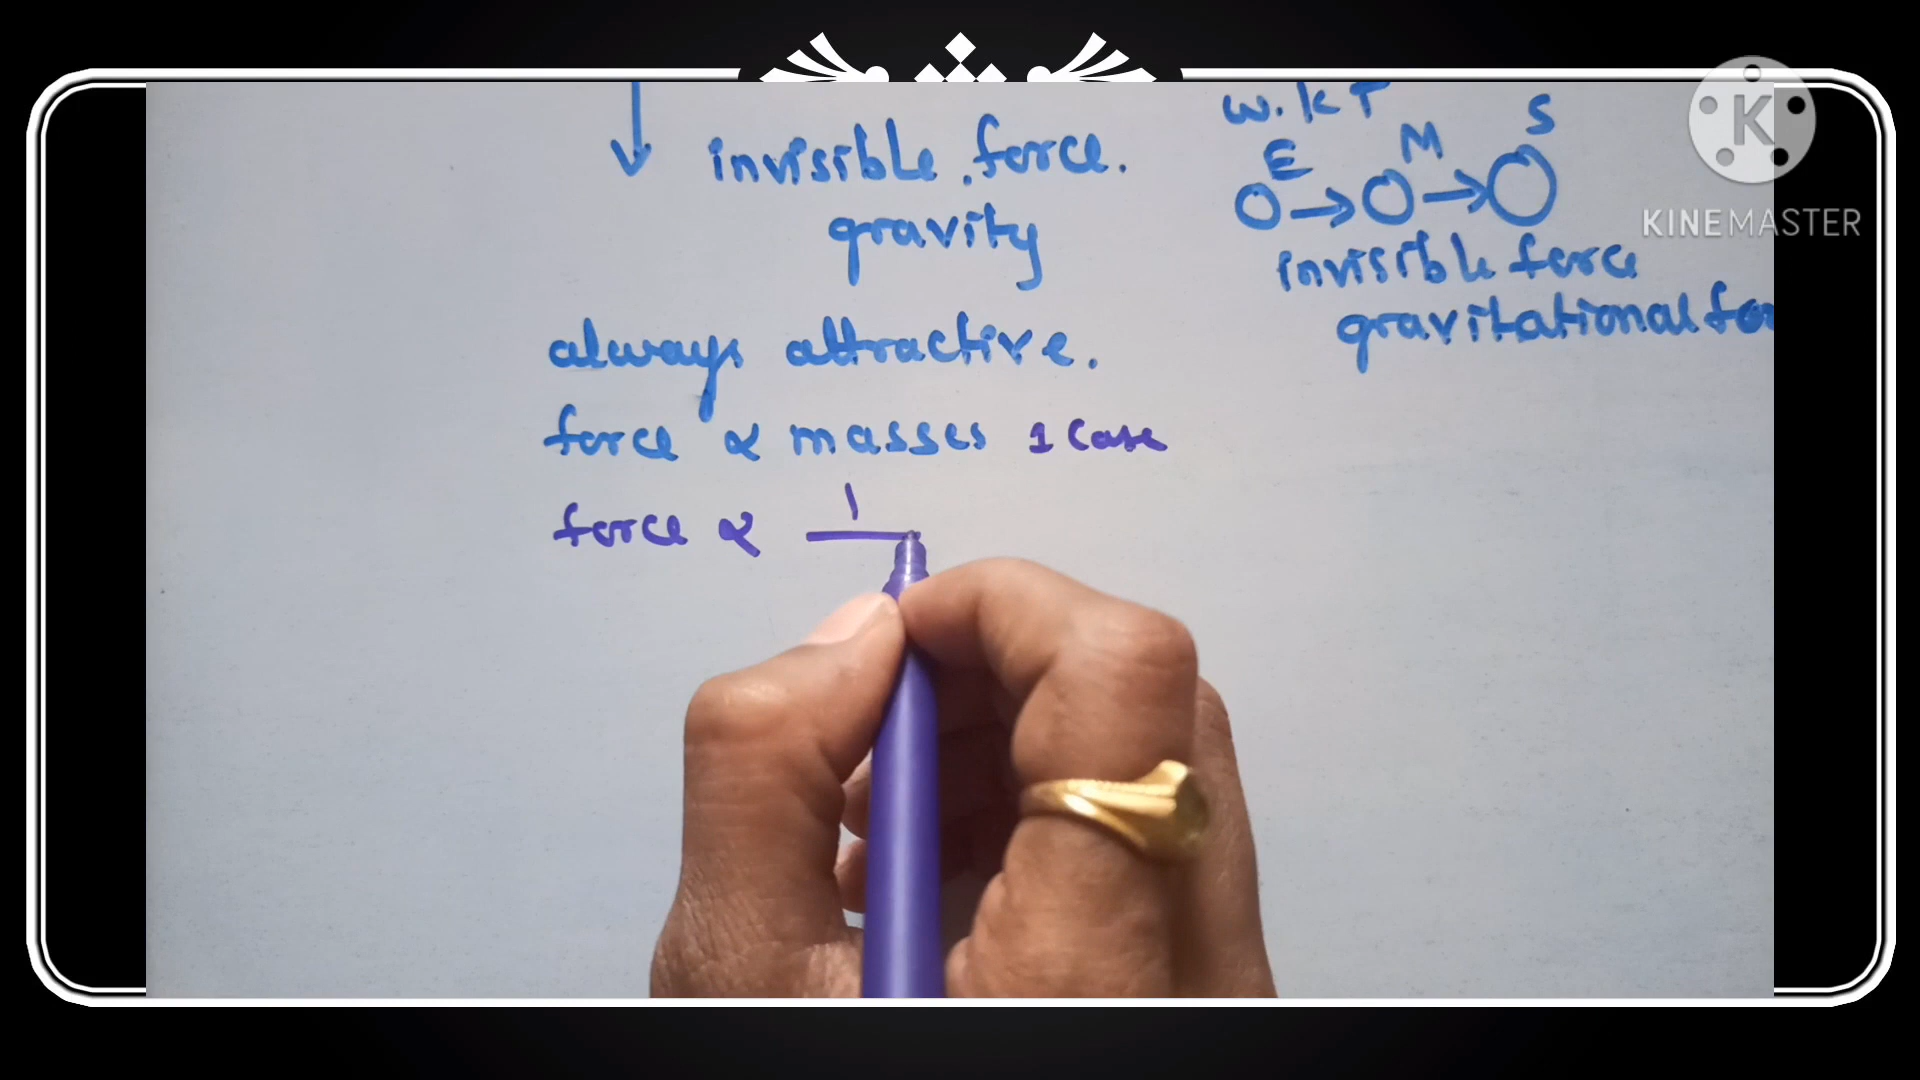 invisible force.
gravity
always attractive.
force ∝ masses 1 Case
force ∝ 1
W.K T
E M S
invisible force
gravitational for
K
KINEMASTER